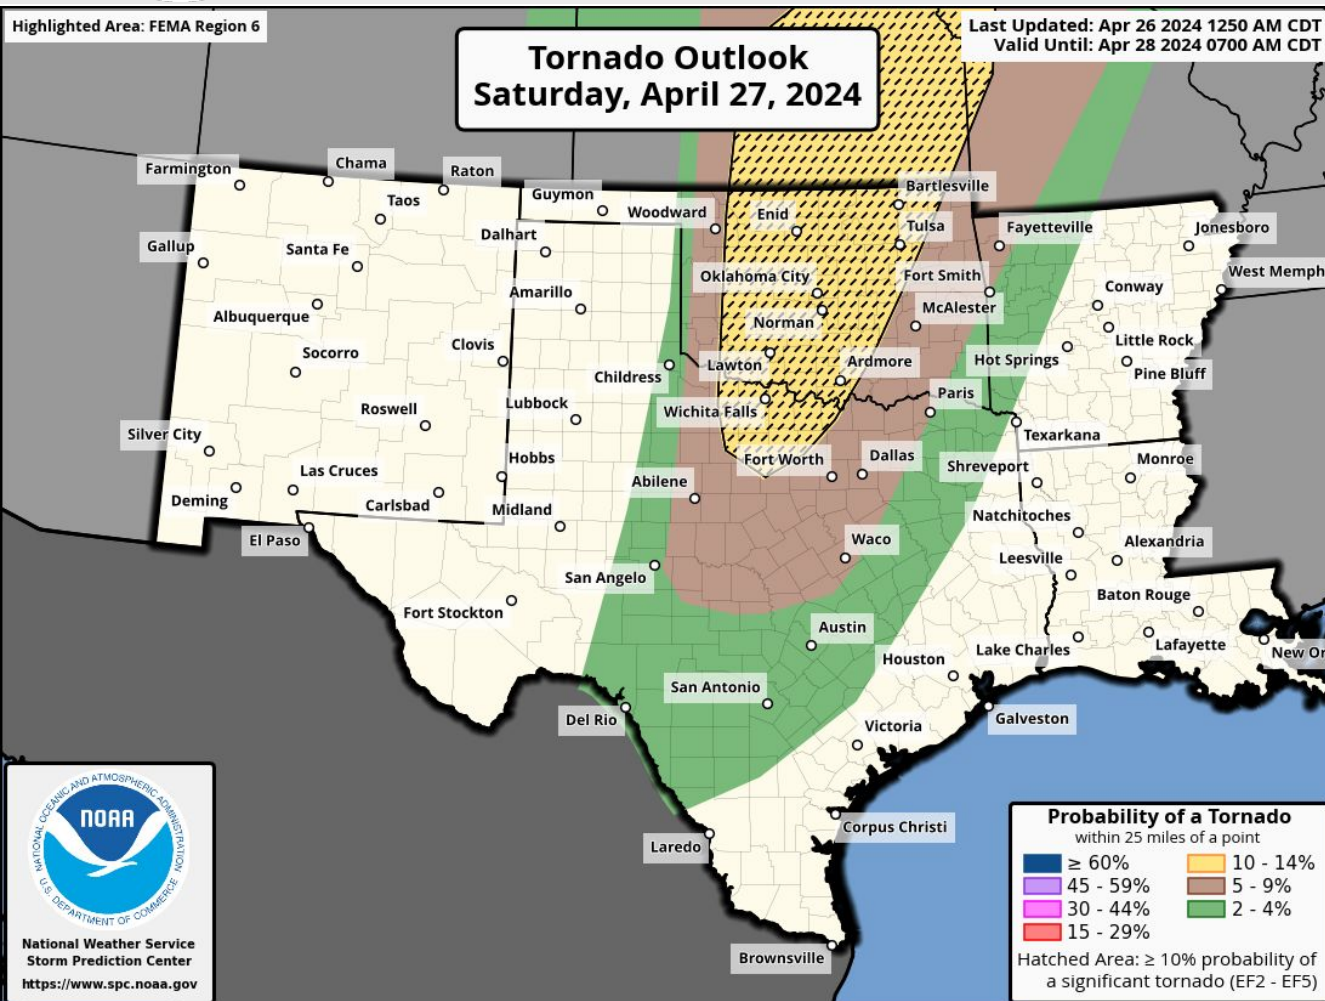 Highlighted Area: FEMA Region 6
Last Updated: Apr 26 2024 1250 AM CDT
Valid Until: Apr 28 2024 0700 AM CDT
Tornado Outlook
Saturday, April 27, 2024
Farmington
Chama
Raton
Taos
Guymon
Woodward
Enid
Bartlesville
Gallup
Santa Fe
Dalhart
Tulsa
Fayetteville
Jonesboro
Albuquerque
Amarillo
Oklahoma City
Fort Smith
Conway
West Memph
Socorro
Clovis
Norman
McAlester
Little Rock
Childress
Lawton
Ardmore
Hot Springs
Pine Bluff
Roswell
Lubbock
Wichita Falls
Paris
Texarkana
Silver City
Las Cruces
Hobbs
Fort Worth
Dallas
Shreveport
Monroe
Deming
Carlsbad
Midland
Abilene
Natchitoches
El Paso
Waco
Leesville
Alexandria
San Angelo
Fort Stockton
Baton Rouge
Austin
Houston
Lake Charles
Lafayette
New Or
San Antonio
Del Rio
Victoria
Galveston
Laredo
Corpus Christi
Brownsville
NATIONAL OCEANIC AND ATMOSPHERIC ADMINISTRATION
NOAA
U.S. DEPARTMENT OF COMMERCE
National Weather Service
Storm Prediction Center
https://www.spc.noaa.gov
Probability of a Tornado
within 25 miles of a point
≥ 60%
10 - 14%
45 - 59%
5 - 9%
30 - 44%
2 - 4%
15 - 29%
Hatched Area: ≥ 10% probability of
a significant tornado (EF2 - EF5)